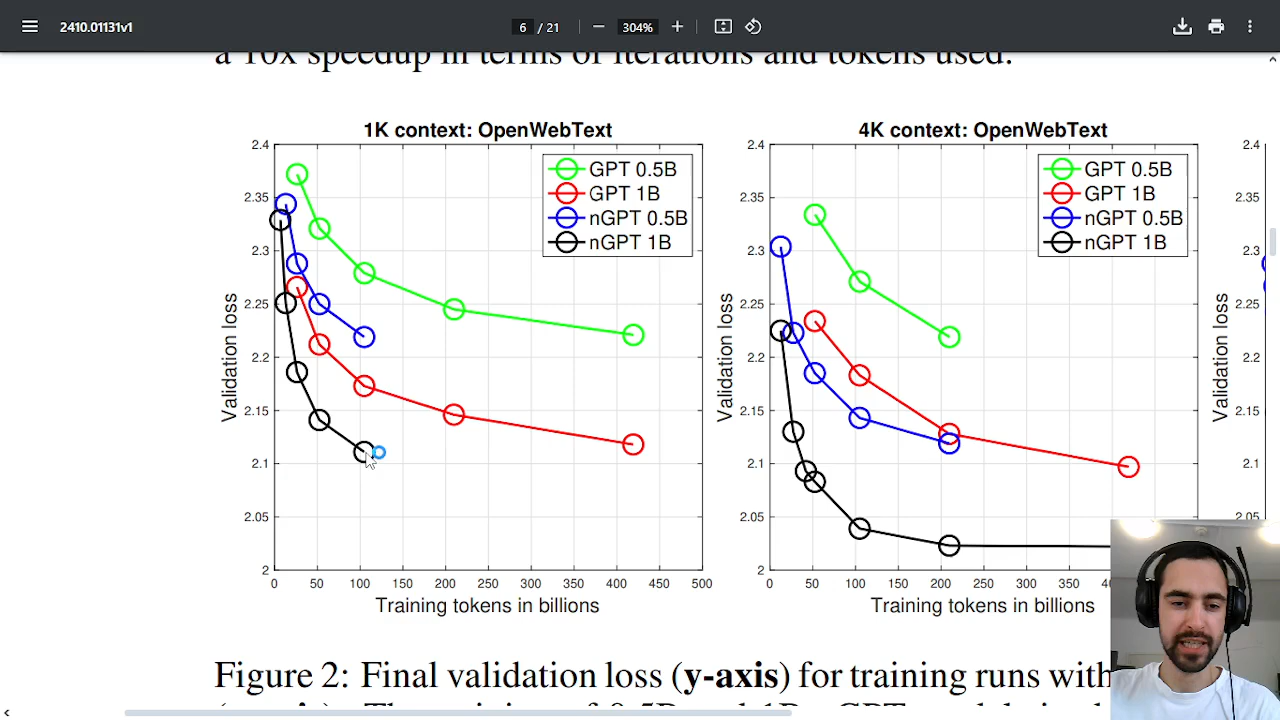 2410.01131v1
6 / 21
304%
a 10x speedup in terms of iterations and tokens used.
1K context: OpenWebText
2.4
2.35
2.3
2.25
2.2
2.15
2.1
2.05
2
Validation loss
GPT 0.5B
GPT 1B
nGPT 0.5B
nGPT 1B
0 50 100 150 200 250 300 350 400 450 500
Training tokens in billions
4K context: OpenWebText
2.4
2.35
2.3
2.25
2.2
2.15
2.1
2.05
2
Validation loss
GPT 0.5B
GPT 1B
nGPT 0.5B
nGPT 1B
0 50 100 150 200 250 300 350
Training tokens in billions
2.4
2.35
2.3
2.25
2.2
2.15
2.1
2.05
Validation loss
Figure 2: Final validation loss (y-axis) for training runs with